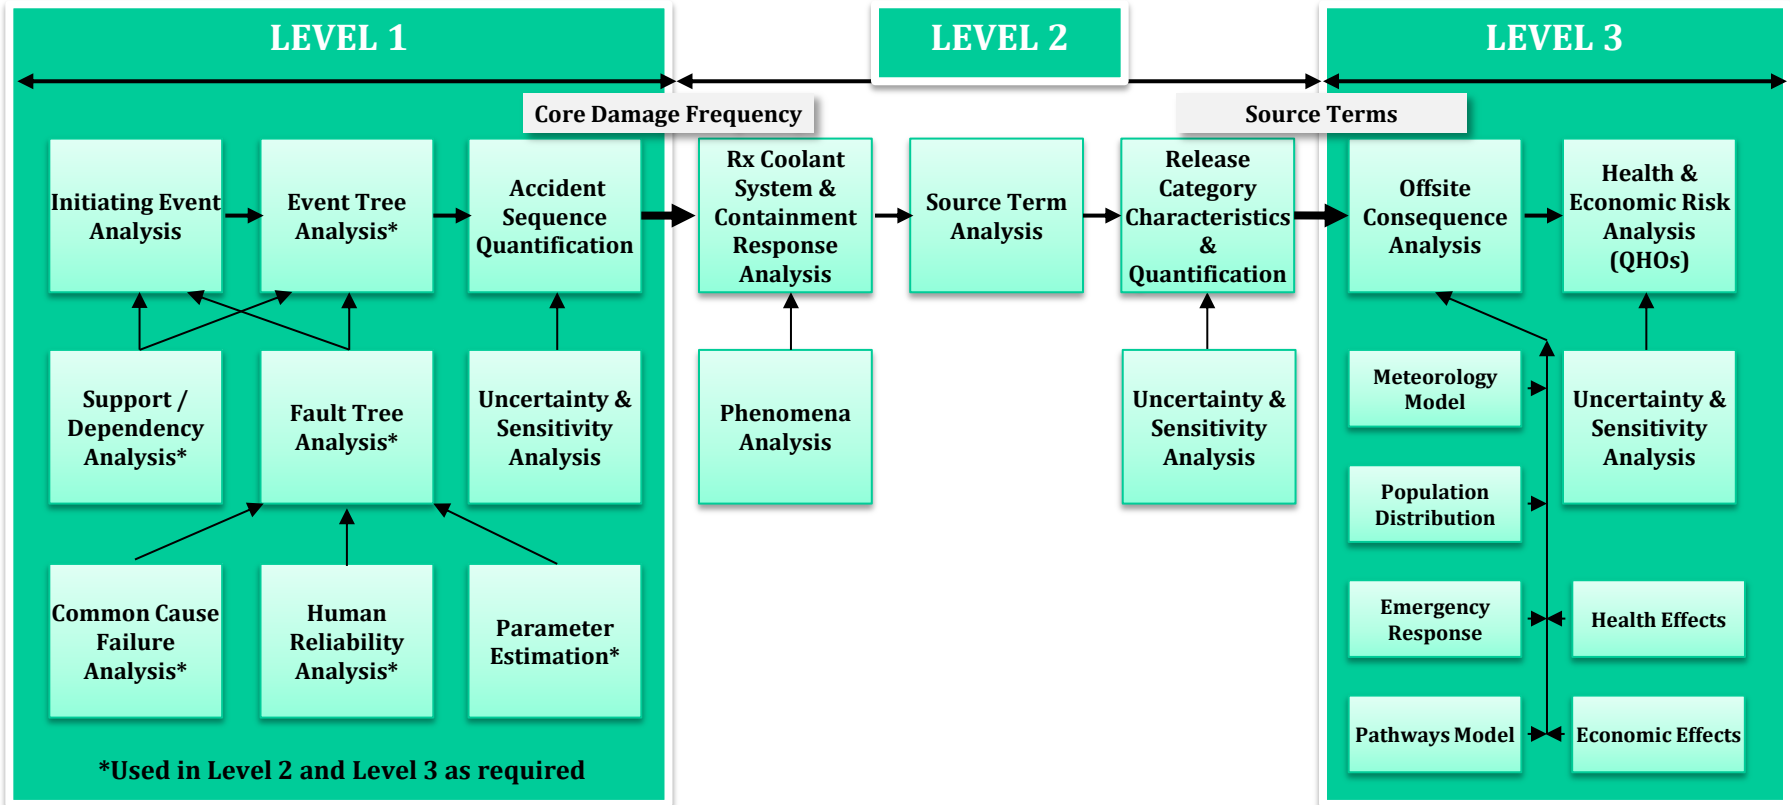 LEVEL 1
LEVEL 2
LEVEL 3
Core Damage Frequency
Source Terms
Initiating Event
Analysis
Event Tree
Analysis*
Accident
Sequence
Quantification
Rx Coolant
System &
Containment
Response
Analysis
Source Term
Analysis
Release
Category
Characteristics
&
Quantification
Offsite
Consequence
Analysis
Health &
Economic Risk
Analysis
(QHOs)
Support /
Dependency
Analysis*
Fault Tree
Analysis*
Uncertainty &
Sensitivity
Analysis
Phenomena
Analysis
Uncertainty &
Sensitivity
Analysis
Meteorology
Model
Uncertainty &
Sensitivity
Analysis
Population
Distribution
Common Cause
Failure
Analysis*
Human
Reliability
Analysis*
Parameter
Estimation*
Emergency
Response
Health Effects
Pathways Model
Economic Effects
*Used in Level 2 and Level 3 as required